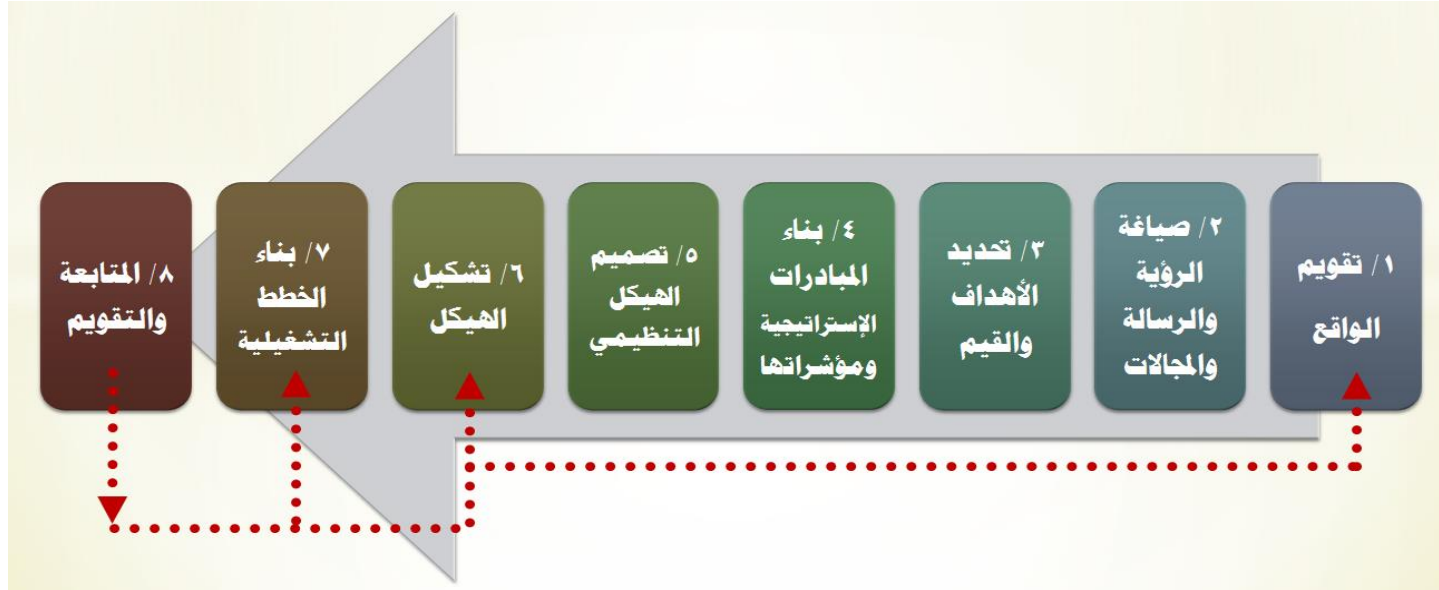 ١/ تقويم
الواقع
٢/ صياغة
الرؤية
والرسالة
والمجالات
٣/ تحديد
الأهداف
والقيم
٤/ بناء
المبادرات
الإستراتيجية
ومؤشراتها
٥/ تصميم
الهيكل
التنظيمي
٦/ تشكيل
الهيكل
٧/ بناء
الخطط
التشغيلية
٨/ المتابعة
والتقويم